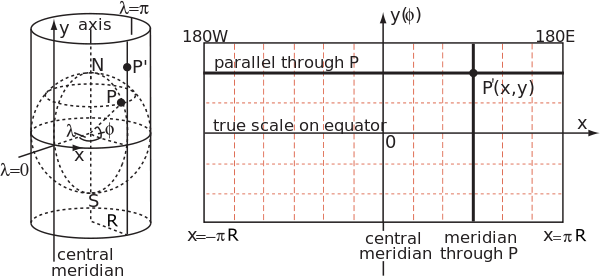 λ=π
y
axis
N
P'
P
λ
ϕ
λ=0
x
S
R
central
meridian
y(ϕ)
180W
180E
parallel through P
P'(x,y)
true scale on equator
x
0
x=−πR
central
meridian
meridian
through P
x=πR